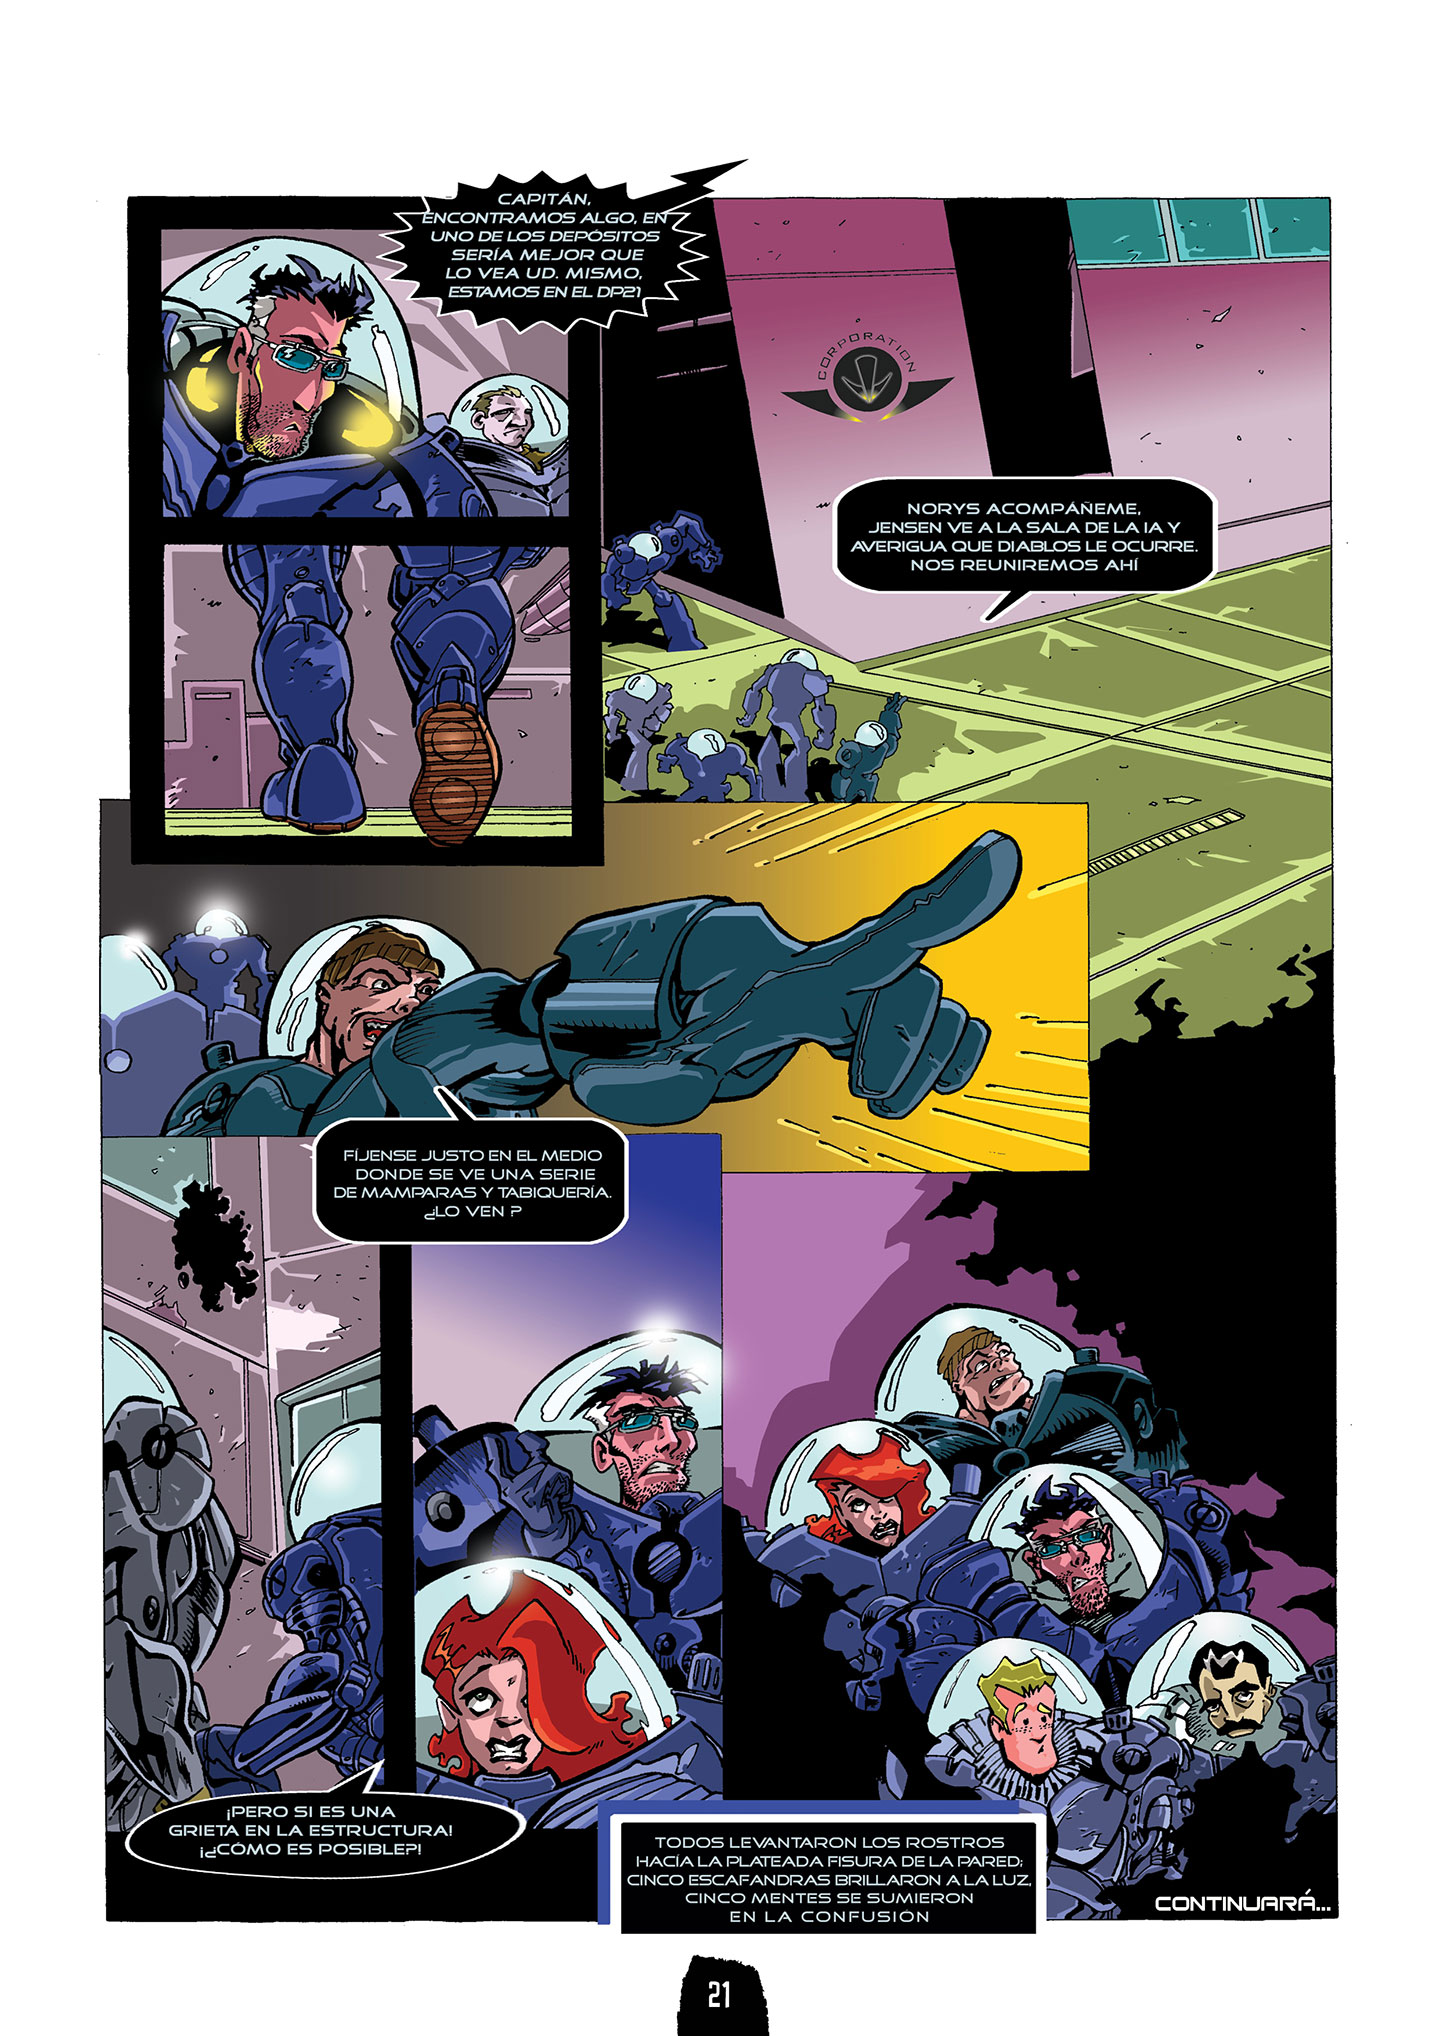 CAPITÁN,
ENCONTRAMOS ALGO, EN
UNO DE LOS DEPÓSITOS
SERÍA MEJOR QUE
LO VEA UD. MISMO,
ESTAMOS EN EL DP21
CORPORATION
NORYS ACOMPÁÑEME,
JENSEN VE A LA SALA DE LA IA Y
AVERIGUA QUE DIABLOS LE OCURRE.
NOS REUNIREMOS AHÍ
FÍJENSE JUSTO EN EL MEDIO
DONDE SE VE UNA SERIE
DE MAMPARAS Y TABIQUERÍA.
¿LO VEN ?
¡PERO SI ES UNA
GRIETA EN LA ESTRUCTURA!
¡¿CÓMO ES POSIBLE?!
TODOS LEVANTARON LOS ROSTROS
HACÍA LA PLATEADA FISURA DE LA PARED;
CINCO ESCAFANDRAS BRILLARON A LA LUZ,
CINCO MENTES SE SUMIERON
EN LA CONFUSIÓN
CONTINUARÁ...
21